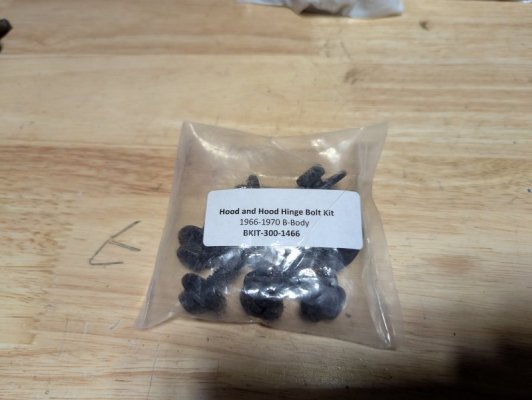 Hood and Hood Hinge Bolt Kit
1966-1970 B-Body
BKIT-300-1466